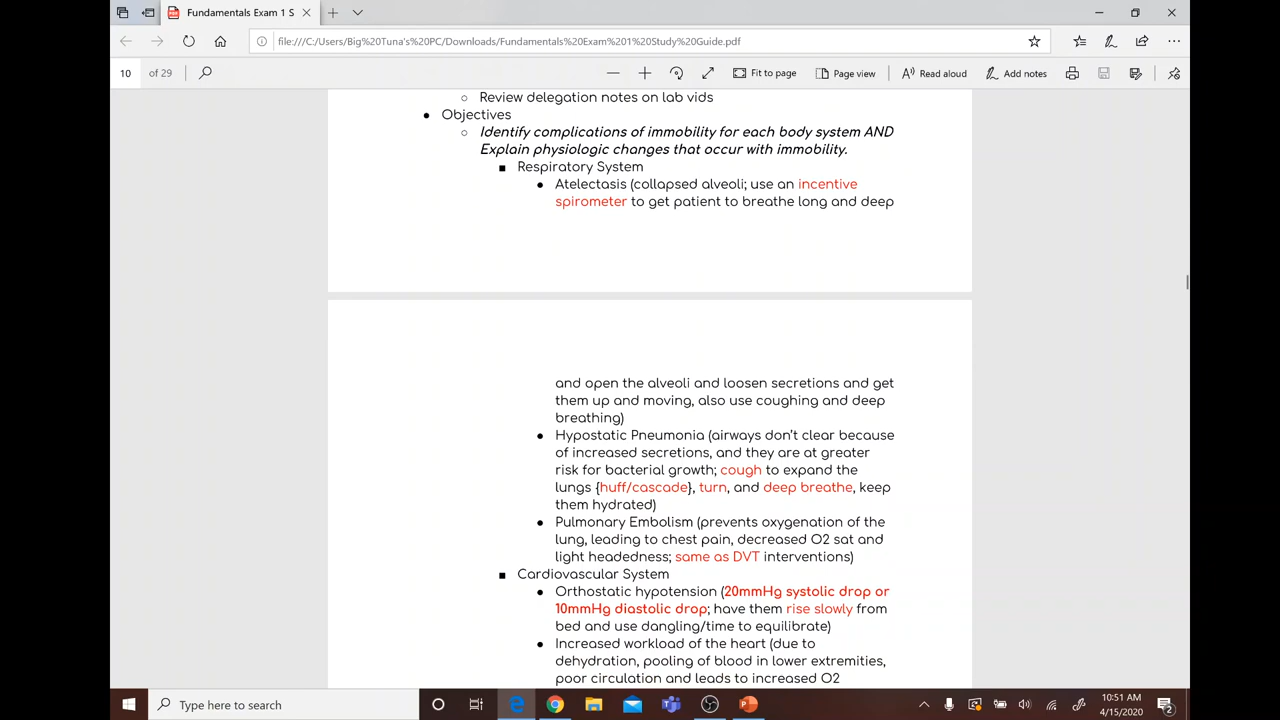 Fundamentals Exam 1 S
file:///C:/Users/Big%20Tuna's%20PC/Downloads/Fundamentals%20Exam%201%20Study%20Guide.pdf
10 of 29
Fit to page
Page view
Read aloud
Add notes
○ Review delegation notes on lab vids
● Objectives
○ Identify complications of immobility for each body system AND
Explain physiologic changes that occur with immobility.
■ Respiratory System
● Atelectasis (collapsed alveoli; use an incentive
spirometer to get patient to breathe long and deep
and open the alveoli and loosen secretions and get
them up and moving, also use coughing and deep
breathing)
● Hypostatic Pneumonia (airways don't clear because
of increased secretions, and they are at greater
risk for bacterial growth; cough to expand the
lungs {huff/cascade}, turn, and deep breathe, keep
them hydrated)
● Pulmonary Embolism (prevents oxygenation of the
lung, leading to chest pain, decreased O2 sat and
light headedness; same as DVT interventions)
■ Cardiovascular System
● Orthostatic hypotension (20mmHg systolic drop or
10mmHg diastolic drop; have them rise slowly from
bed and use dangling/time to equilibrate)
● Increased workload of the heart (due to
dehydration, pooling of blood in lower extremities,
poor circulation and leads to increased O2
Type here to search
10:51 AM
4/15/2020
2